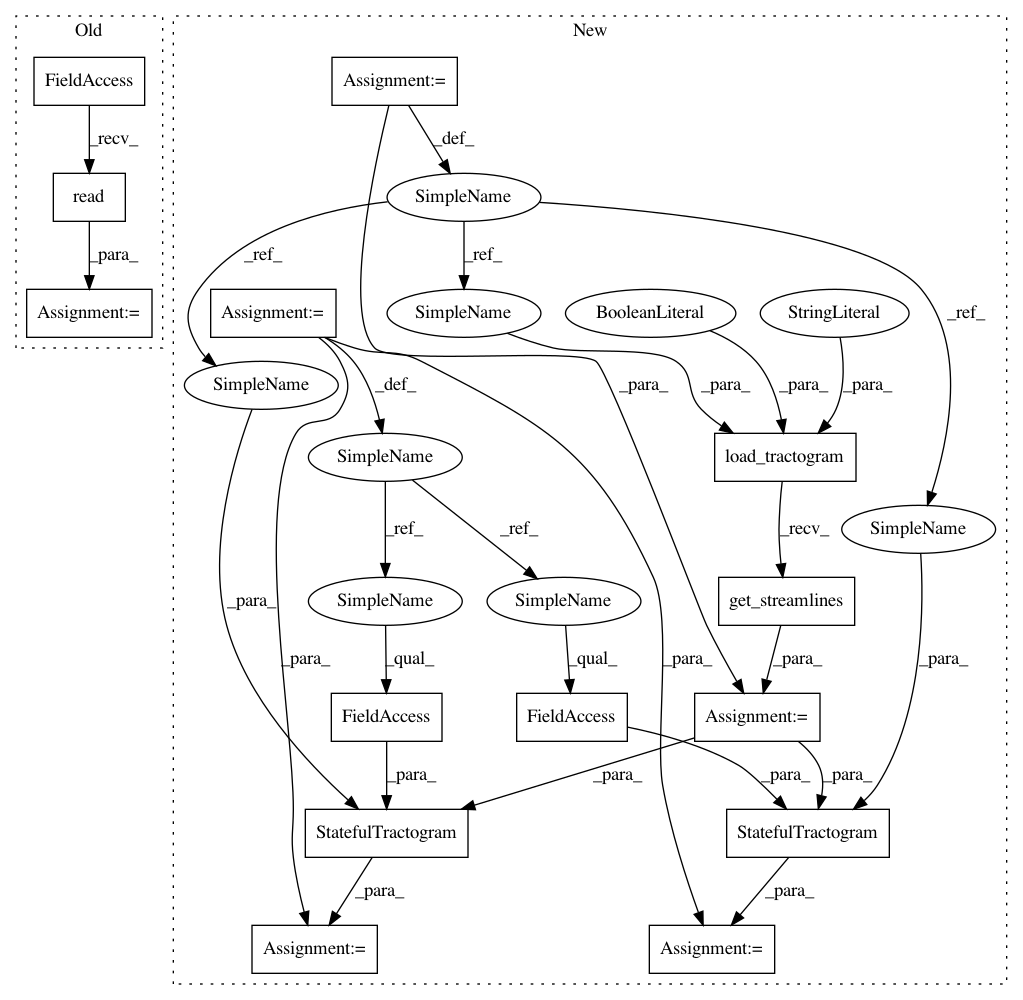 Old
New
FieldAccess
Assignment:=
_recv_
_def_
read
SimpleName
_para_
_ref_
_ref_
_ref_
Assignment:=
Assignment:=
SimpleName
BooleanLiteral
StringLiteral
SimpleName
_def_
_para_
_para_
_para_
_para_
SimpleName
load_tractogram
_ref_
_ref_
_recv_
SimpleName
SimpleName
SimpleName
get_streamlines
_para_
_para_
_qual_
_qual_
_para_
_para_
_para_
FieldAccess
FieldAccess
Assignment:=
_para_
_para_
_para_
_para_
StatefulTractogram
StatefulTractogram
_para_
_para_
Assignment:=
Assignment:=